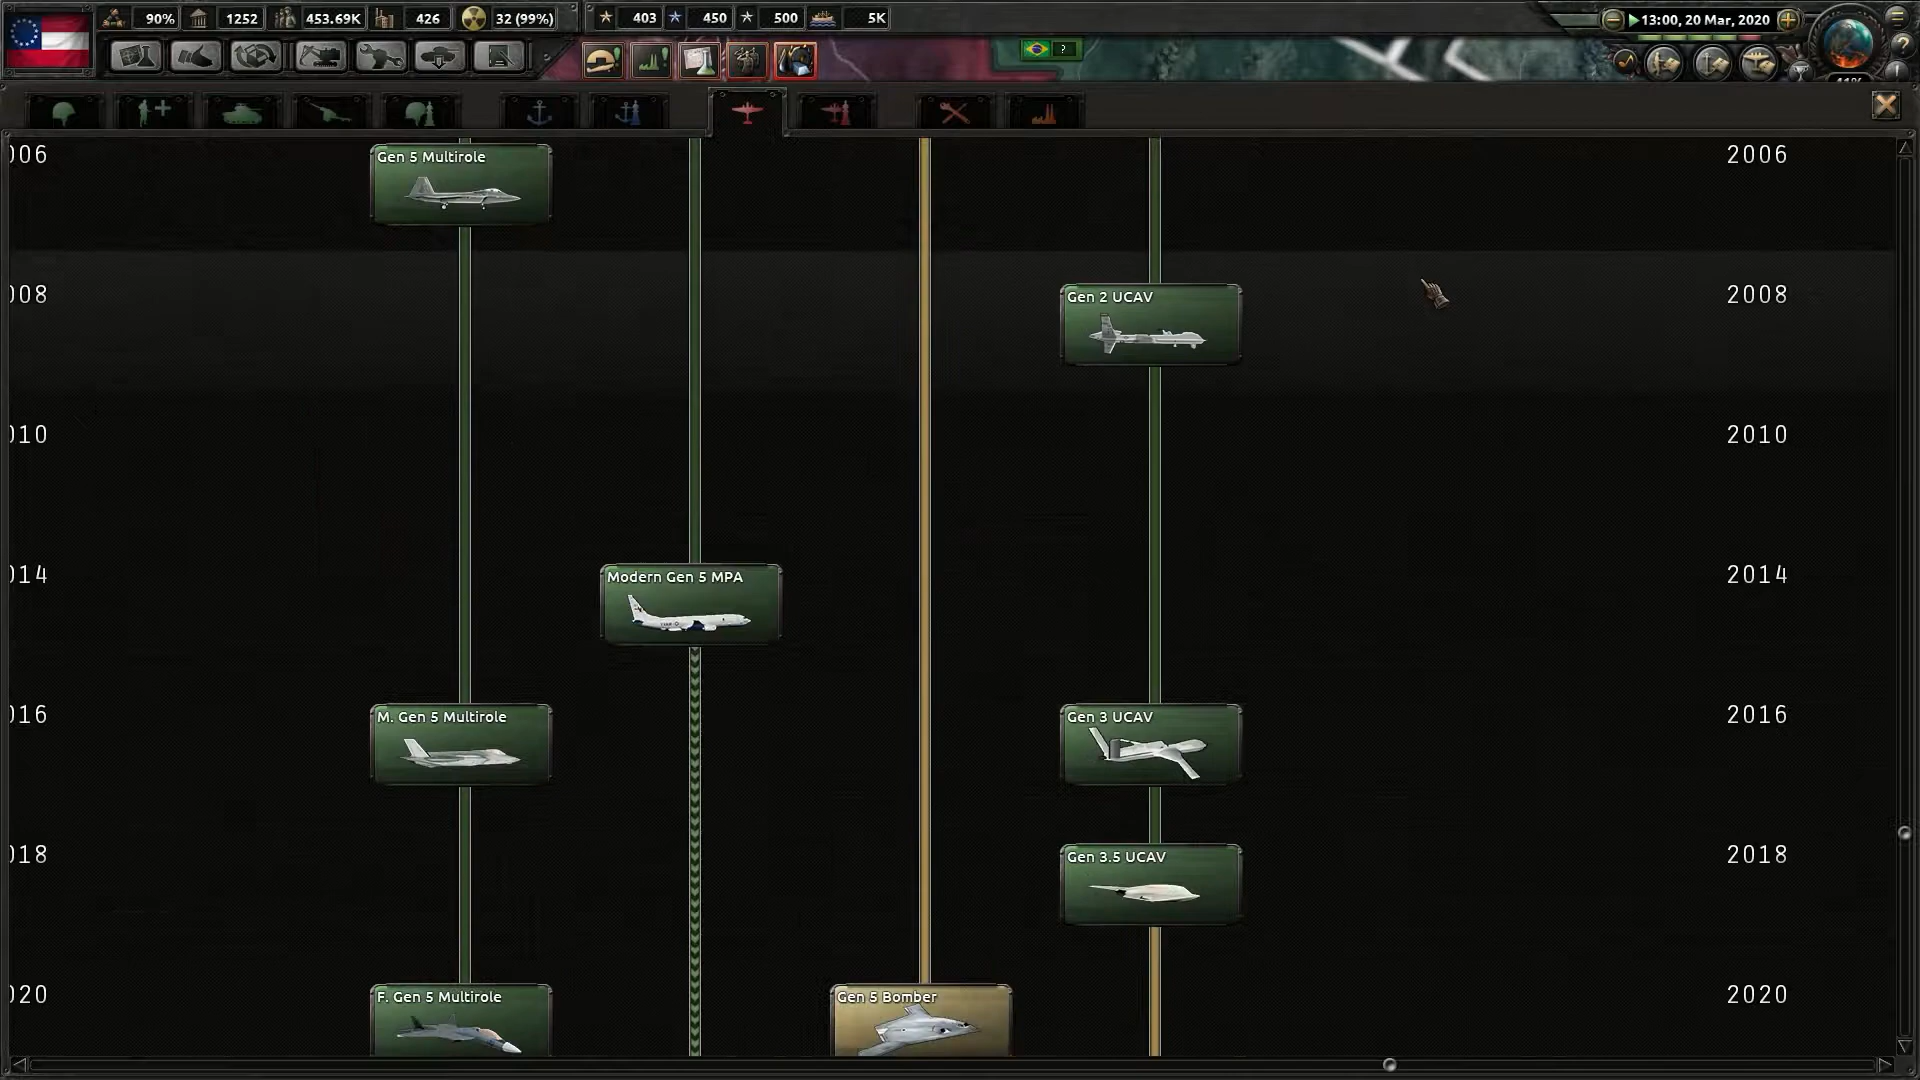 90%
1252
453.69K
426
32 (99%)
403
450
500
5K
?
13:00, 20 Mar, 2020
?
!
006
Gen 5 Multirole
2006
008
Gen 2 UCAV
2008
010
2010
014
Modern Gen 5 MPA
2014
016
M. Gen 5 Multirole
Gen 3 UCAV
2016
018
Gen 3.5 UCAV
2018
020
F. Gen 5 Multirole
Gen 5 Bomber
2020